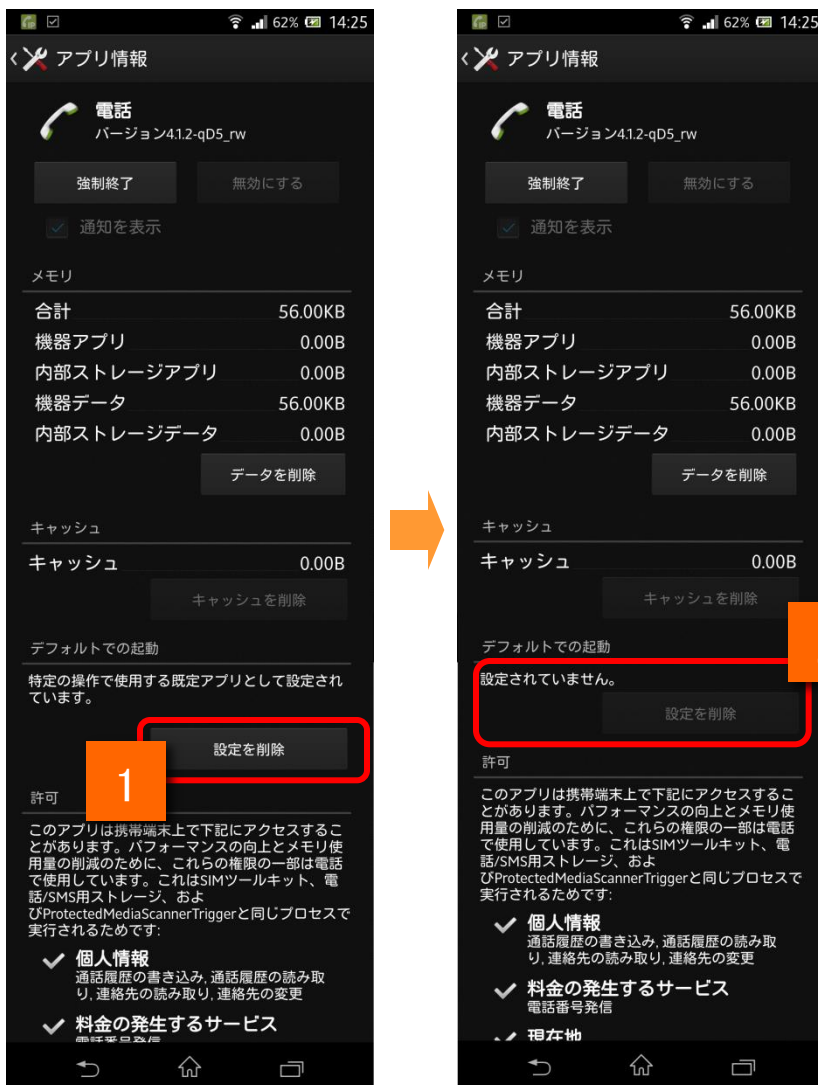 62% 14:25
アプリ情報
電話
バージョン4.1.2-qD5_rw
強制終了 無効にする
通知を表示
メモリ
合計 56.00KB
機器アプリ 0.00B
内部ストレージアプリ 0.00B
機器データ 56.00KB
内部ストレージデータ 0.00B
データを削除
キャッシュ
キャッシュ 0.00B
キャッシュを削除
デフォルトでの起動
特定の操作で使用する既定アプリとして設定され
ています。
設定を削除
1
許可
このアプリは携帯端末上で下記にアクセスするこ
とがあります。パフォーマンスの向上とメモリ使
用量の削減のために、これらの権限の一部は電話
で使用しています。これはSIMツールキット、電
話/SMS用ストレージ、およ
びProtectedMediaScannerTriggerと同じプロセスで
実行されるためです:
個人情報
通話履歴の書き込み, 通話履歴の読み取
り, 連絡先の読み取り, 連絡先の変更
料金の発生するサービス
電話番号発信
62% 14:25
アプリ情報
電話
バージョン4.1.2-qD5_rw
強制終了 無効にする
通知を表示
メモリ
合計 56.00KB
機器アプリ 0.00B
内部ストレージアプリ 0.00B
機器データ 56.00KB
内部ストレージデータ 0.00B
データを削除
キャッシュ
キャッシュ 0.00B
キャッシュを削除
デフォルトでの起動
設定されていません。
設定を削除
許可
このアプリは携帯端末上で下記にアクセスするこ
とがあります。パフォーマンスの向上とメモリ使
用量の削減のために、これらの権限の一部は電話
で使用しています。これはSIMツールキット、電
話/SMS用ストレージ、およ
びProtectedMediaScannerTriggerと同じプロセスで
実行されるためです:
個人情報
通話履歴の書き込み, 通話履歴の読み取
り, 連絡先の読み取り, 連絡先の変更
料金の発生するサービス
電話番号発信
現在地